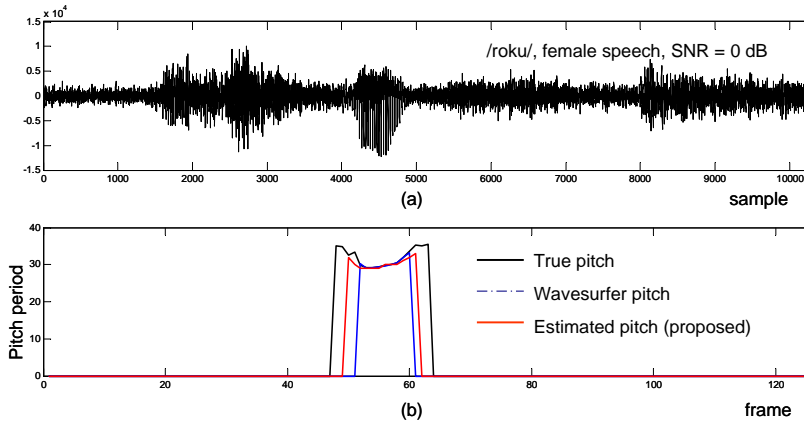 x 10^4
1.5
1.0
0.5
0
-0.5
-1
-1.5
/roku/, female speech, SNR = 0 dB
0 1000 2000 3000 4000 5000 6000 7000 8000 9000 10000
(a)
sample
Pitch period
40
30
20
10
0
True pitch
Wavesurfer pitch
Estimated pitch (proposed)
0 20 40 60 80 100 120
(b)
frame